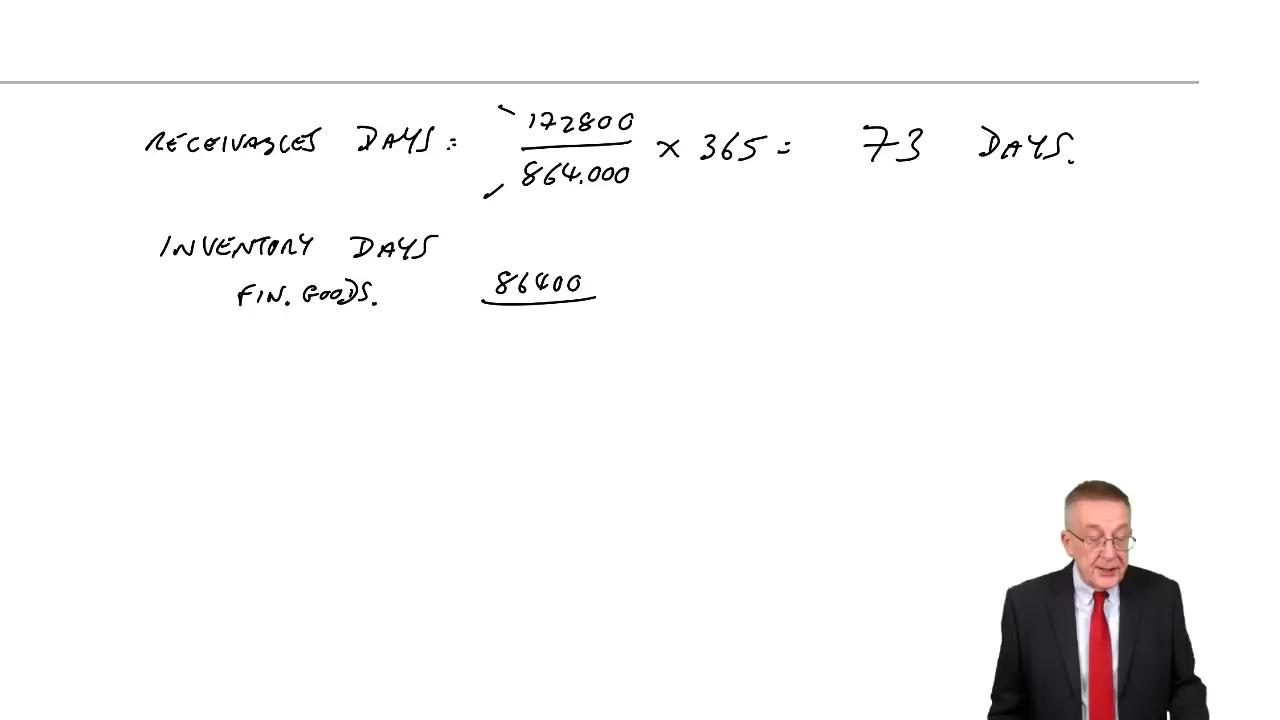 RECEIVABLES DAYS = 172800 / 864.000 × 365 = 73 DAYS.
INVENTORY DAYS
FIN. GOODS. 86400